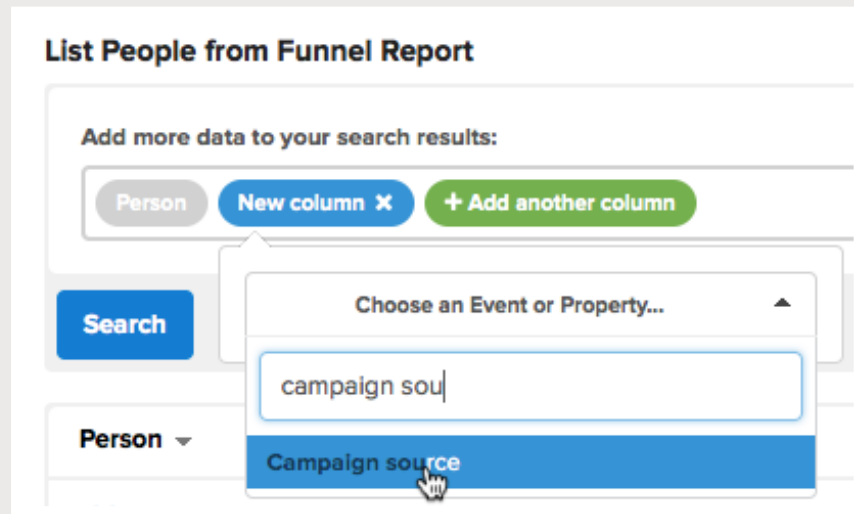 List People from Funnel Report
Add more data to your search results:
Person New column × + Add another column
Choose an Event or Property...
Search
campaign sou
Person
Campaign source